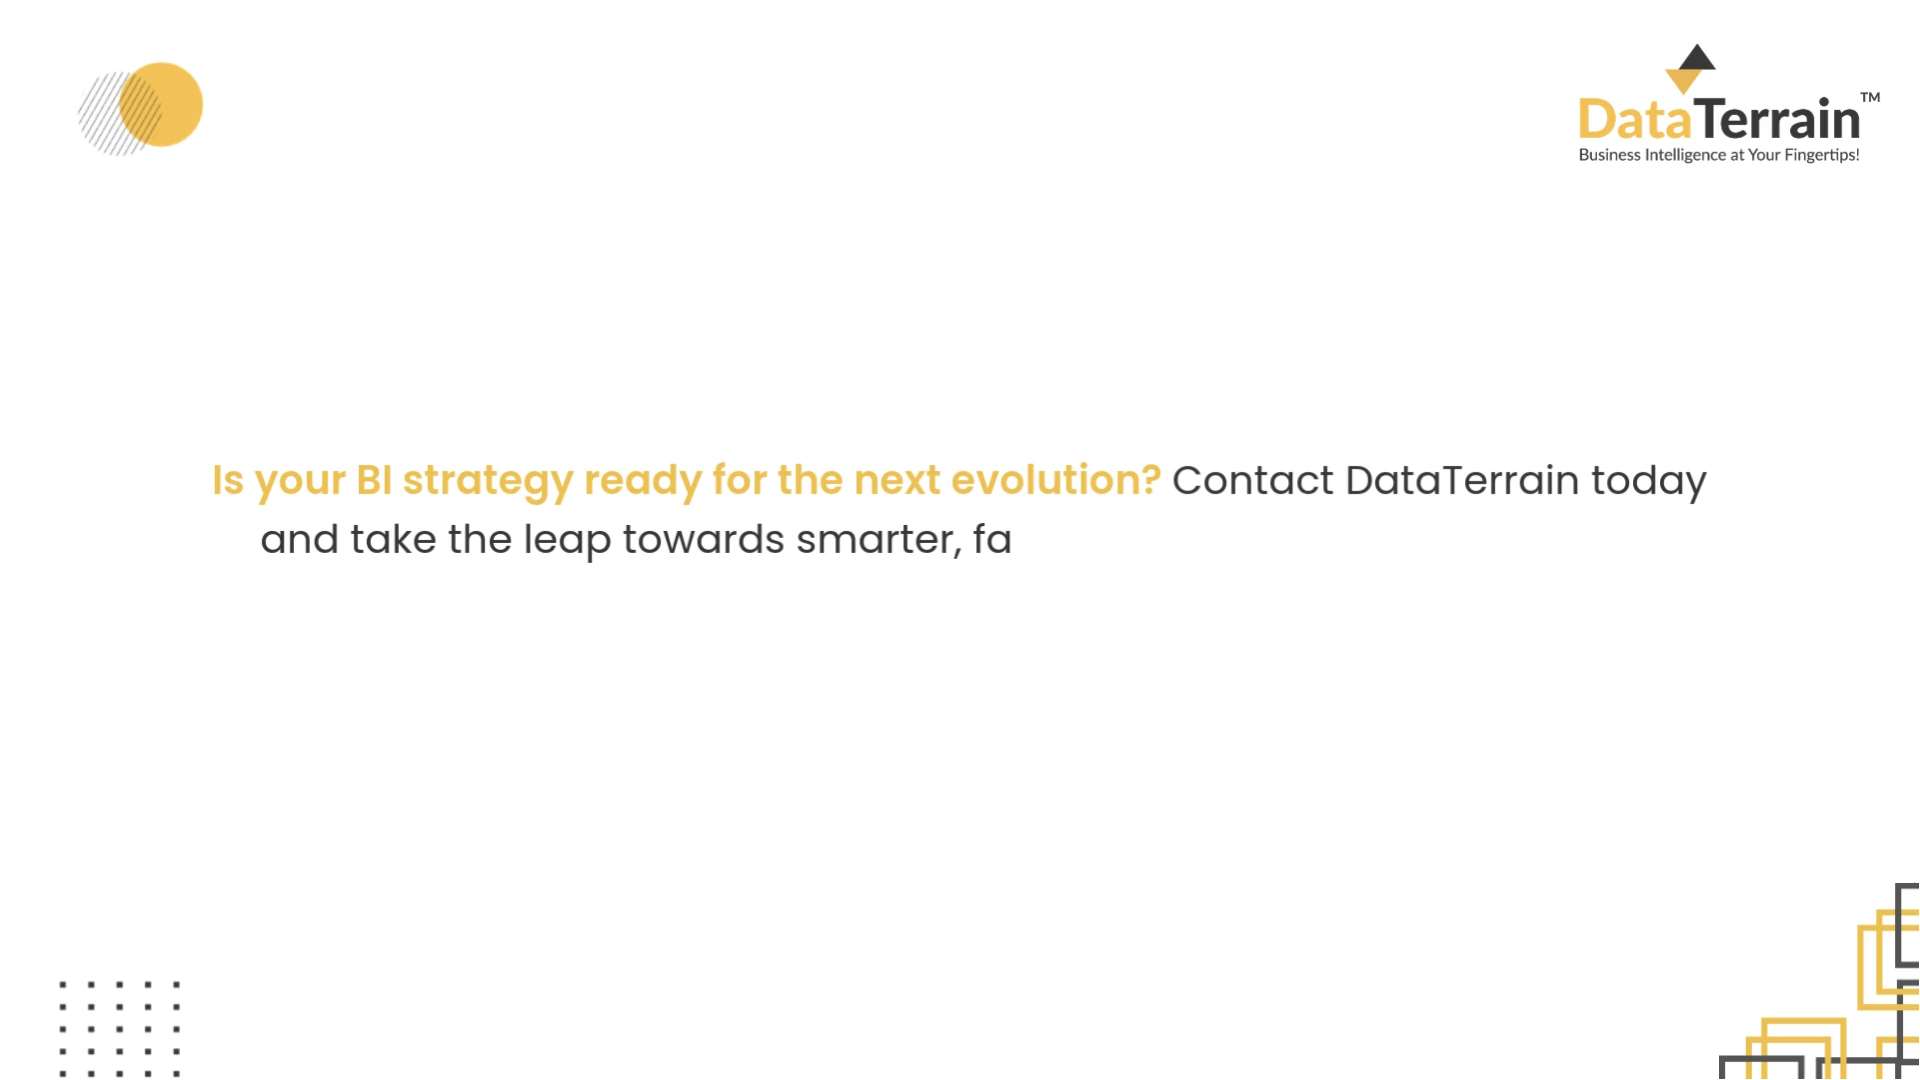 DataTerrain™
Business Intelligence at Your Fingertips!
Is your BI strategy ready for the next evolution? Contact DataTerrain today
and take the leap towards smarter, fa